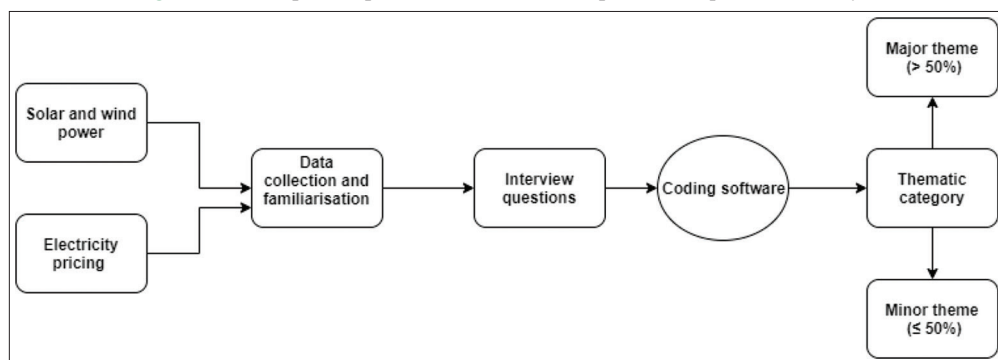 Solar and wind
power
Electricity
pricing
Data
collection and
familiarisation
Interview
questions
Coding software
Thematic
category
Major theme
(> 50%)
Minor theme
(≤ 50%)